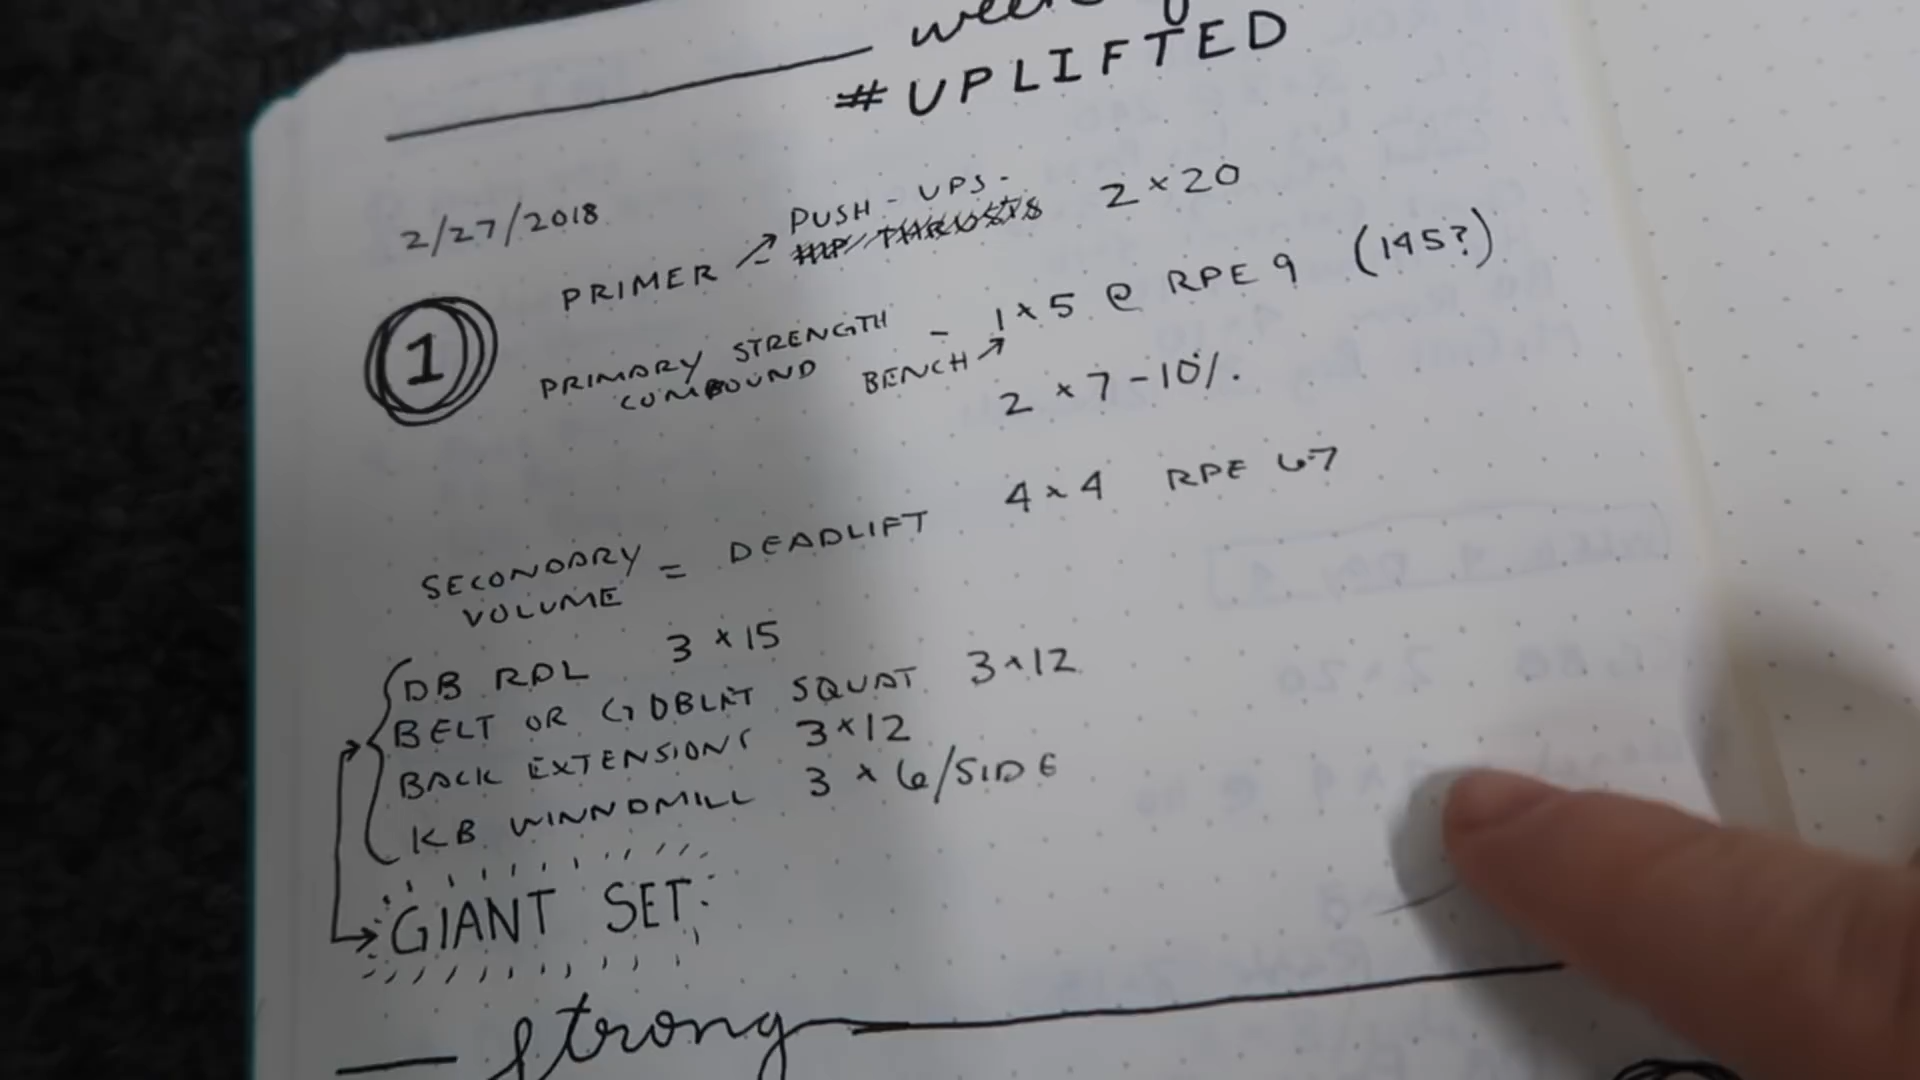 #UPLIFTED
2/27/2018
1
PRIMER → PUSH-UPS - 2 x 20
PRIMARY STRENGTH COMPOUND - BENCH → 1 x 5 @ RPE 9 (145?)
2 x 7 - 10%.
SECONDARY VOLUME = DEADLIFT 4 x 4 RPE 6-7
DB RDL 3 x 15
BELT OR GOBLET SQUAT 3 x 12
BACK EXTENSIONS 3 x 12
KB WINNDMILL 3 x 6/SIDE
GIANT SET
strong